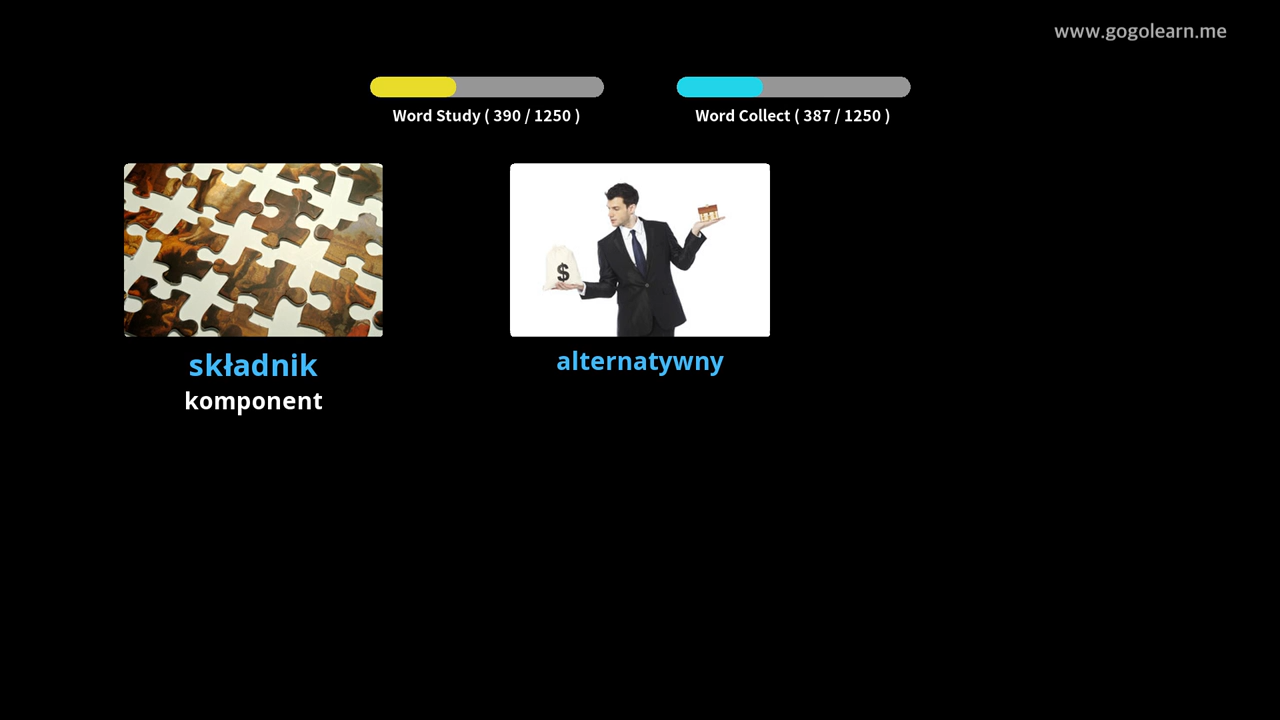 www.gogolearn.me
Word Study ( 390 / 1250 )
Word Collect ( 387 / 1250 )
$
składnik
komponent
alternatywny